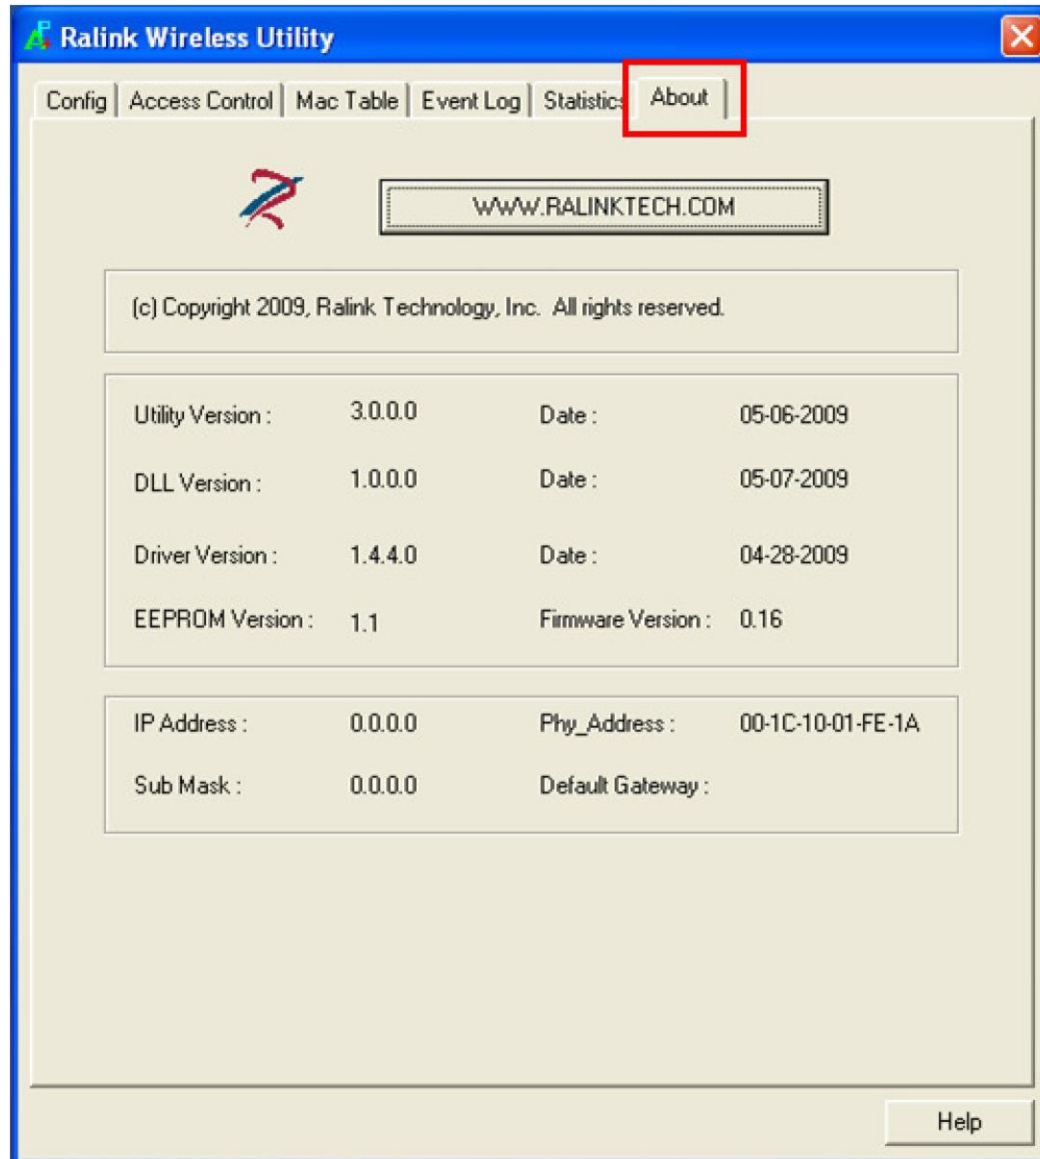 Ralink Wireless Utility
Config Access Control Mac Table Event Log Statistics About
WWW.RALINKTECH.COM
(c) Copyright 2009, Ralink Technology, Inc. All rights reserved.
Utility Version : 3.0.0.0 Date : 05-06-2009
DLL Version : 1.0.0.0 Date : 05-07-2009
Driver Version : 1.4.4.0 Date : 04-28-2009
EEPROM Version : 1.1 Firmware Version : 0.16
IP Address : 0.0.0.0 Phy_Address : 00-1C-10-01-FE-1A
Sub Mask : 0.0.0.0 Default Gateway :
Help